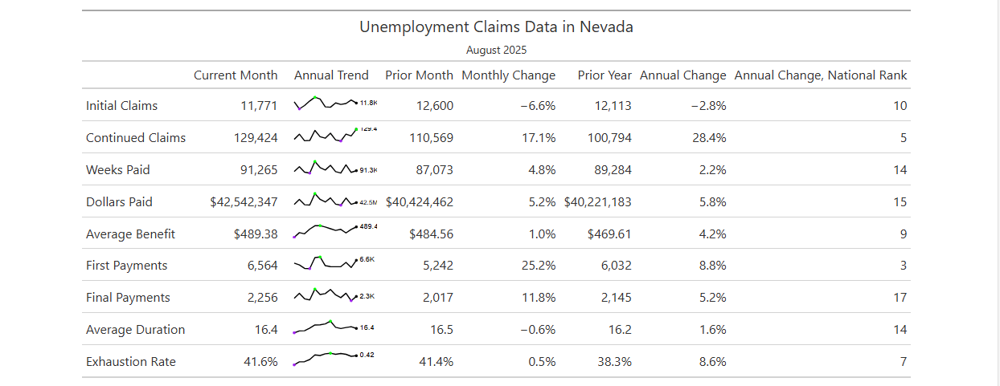 Unemployment Claims Data in Nevada
August 2025
Current Month Annual Trend Prior Month Monthly Change Prior Year Annual Change Annual Change, National Rank
Initial Claims 11,771 11.8K 12,600 −6.6% 12,113 −2.8% 10
Continued Claims 129,424 129.4 110,569 17.1% 100,794 28.4% 5
Weeks Paid 91,265 91.3K 87,073 4.8% 89,284 2.2% 14
Dollars Paid $42,542,347 42.5M $40,424,462 5.2% $40,221,183 5.8% 15
Average Benefit $489.38 489.4 $484.56 1.0% $469.61 4.2% 9
First Payments 6,564 6.6K 5,242 25.2% 6,032 8.8% 3
Final Payments 2,256 2.3K 2,017 11.8% 2,145 5.2% 17
Average Duration 16.4 16.4 16.5 −0.6% 16.2 1.6% 14
Exhaustion Rate 41.6% 0.42 41.4% 0.5% 38.3% 8.6% 7